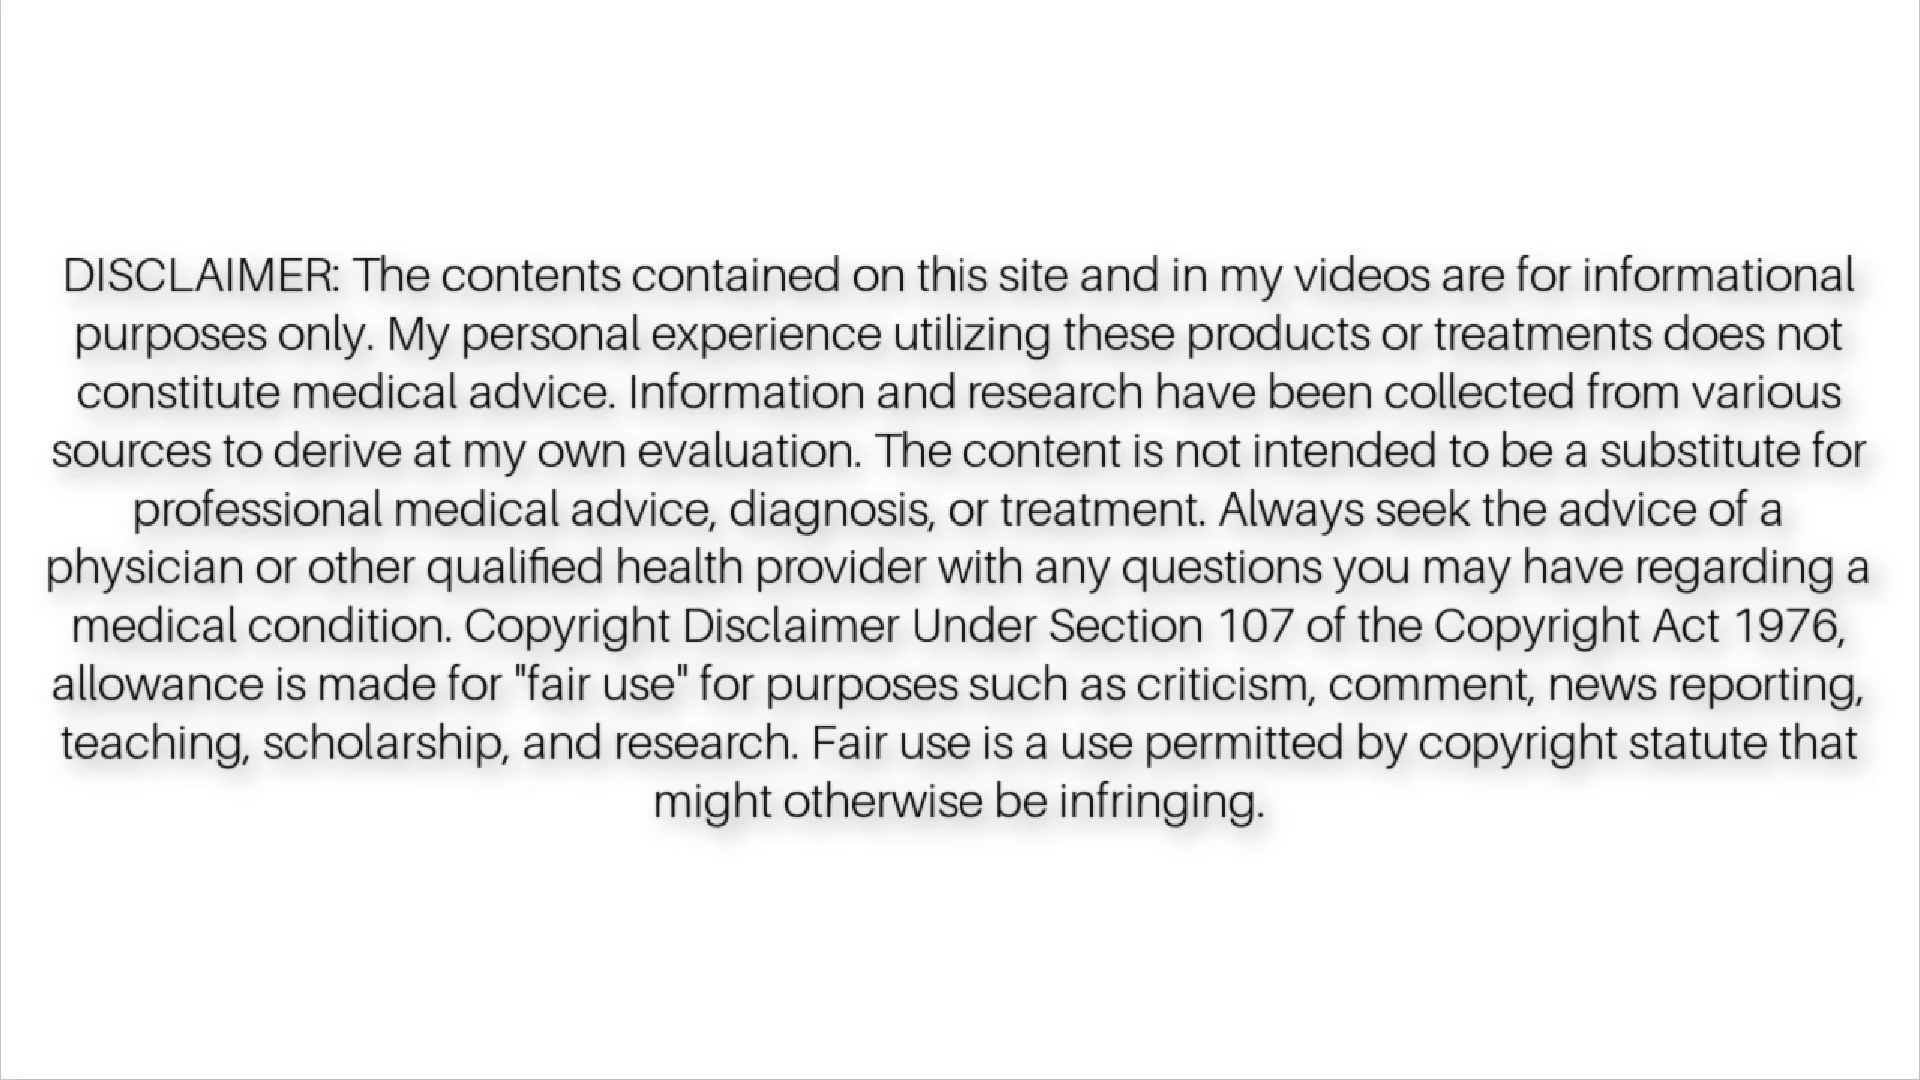 DISCLAIMER: The contents contained on this site and in my videos are for informational
purposes only. My personal experience utilizing these products or treatments does not
constitute medical advice. Information and research have been collected from various
sources to derive at my own evaluation. The content is not intended to be a substitute for
professional medical advice, diagnosis, or treatment. Always seek the advice of a
physician or other qualified health provider with any questions you may have regarding a
medical condition. Copyright Disclaimer Under Section 107 of the Copyright Act 1976,
allowance is made for "fair use" for purposes such as criticism, comment, news reporting,
teaching, scholarship, and research. Fair use is a use permitted by copyright statute that
might otherwise be infringing.